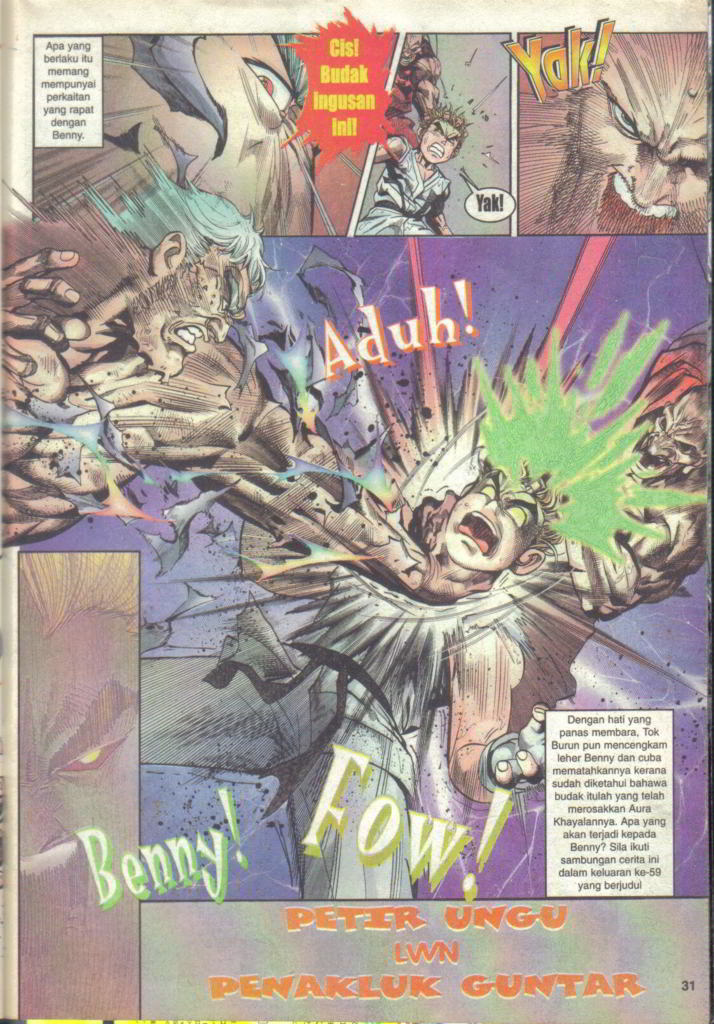 Apa yang
berlaku itu
memang
mempunyai
perkaitan
yang rapat
dengan
Benny.
Cis!
Budak
Ingusan
ini!
Yak!
Yak!
Aduh!
Benny!
Fow!
Dengan hati yang
panas membara, Tok
Burun pun mencengkam
leher Benny dan cuba
mematahkannya kerana
sudah diketahui bahawa
budak itulah yang telah
merosakkan Aura
Khayalannya. Apa yang
akan terjadi kepada
Benny? Sila ikuti
sambungan cerita ini
dalam keluaran ke-59
yang berjudul
PETIR UNGU
LWN
PENAKLUK GUNTAR
31